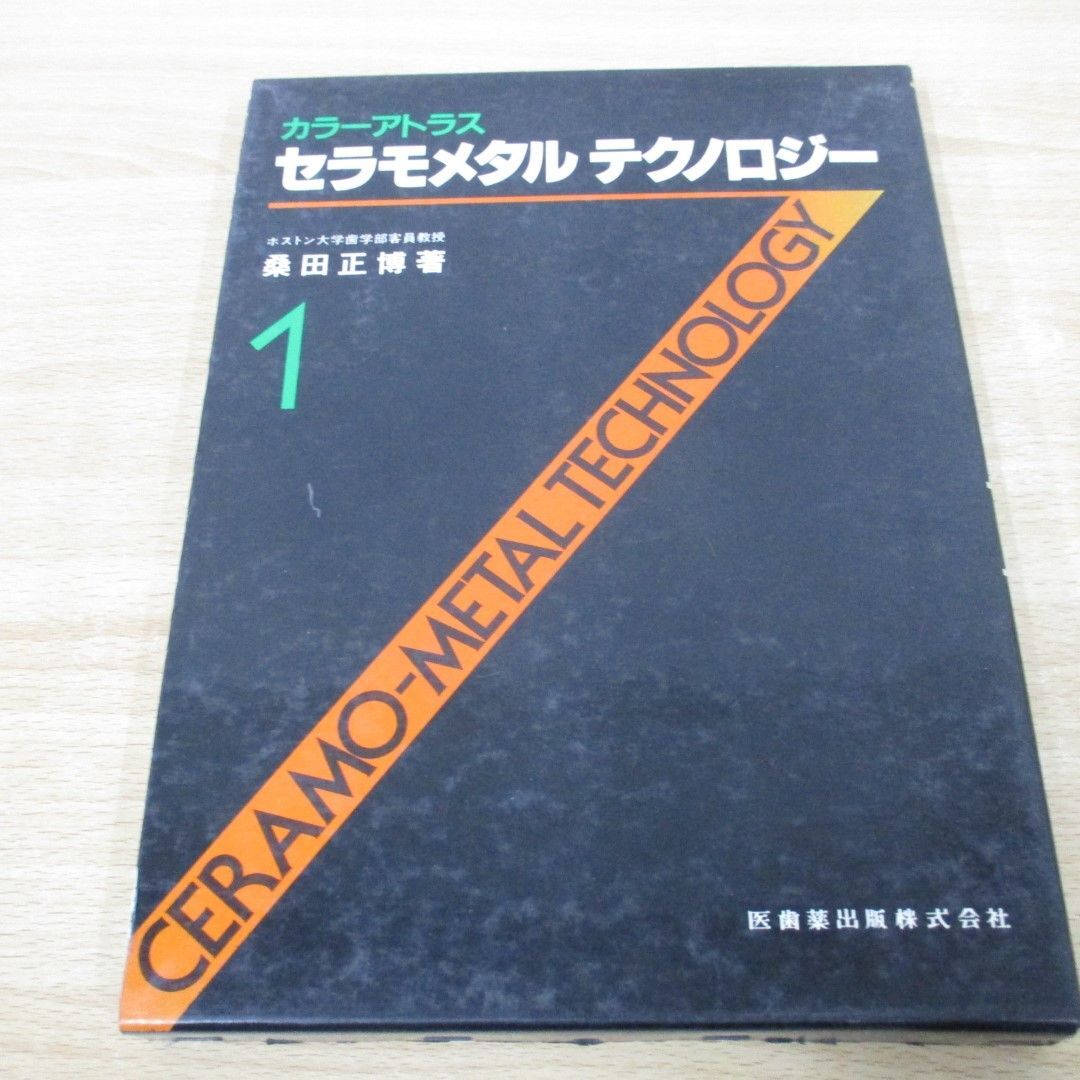 カラーアトラス
セラモメタル テクノロジー
ボストン大学歯学部客員教授
桑田正博著
1
CERAMO-METAL TECHNOLOGY
医歯薬出版株式会社